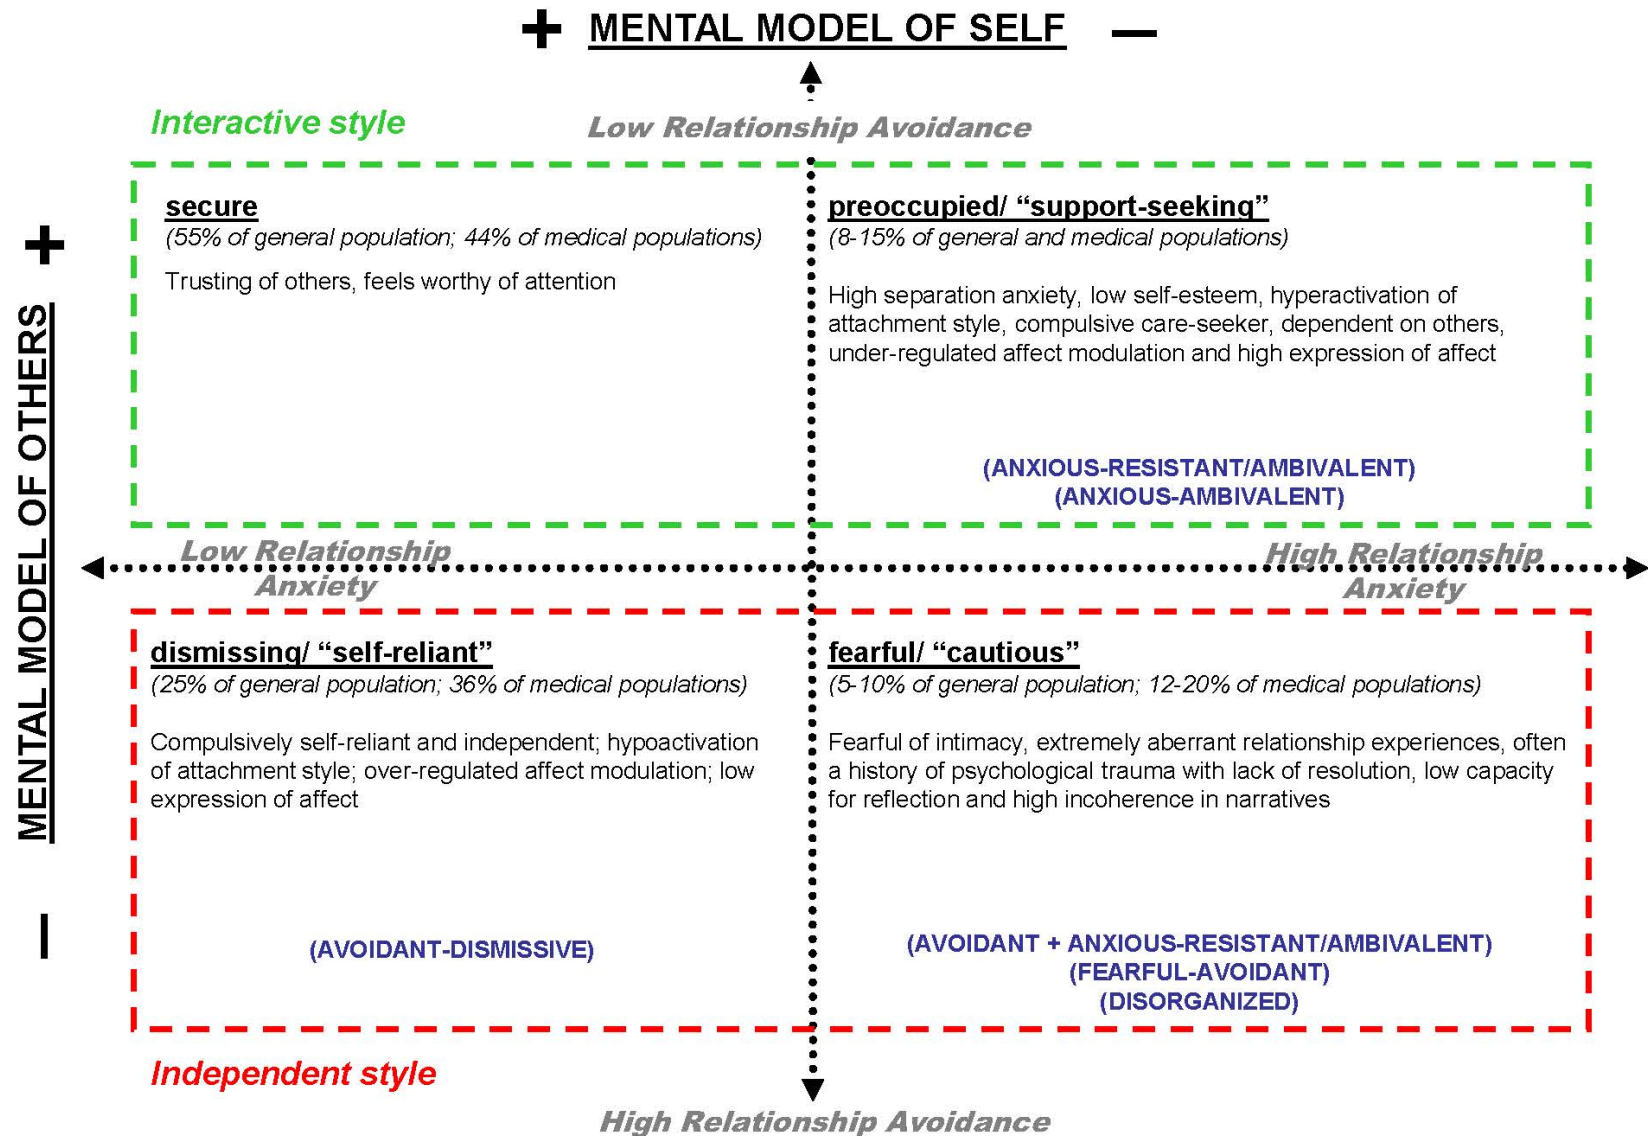 + MENTAL MODEL OF SELF —
Interactive style
Low Relationship Avoidance
+ MENTAL MODEL OF OTHERS —
secure
(55% of general population; 44% of medical populations)
Trusting of others, feels worthy of attention
preoccupied/ “support-seeking”
(8-15% of general and medical populations)
High separation anxiety, low self-esteem, hyperactivation of
attachment style, compulsive care-seeker, dependent on others,
under-regulated affect modulation and high expression of affect
(ANXIOUS-RESISTANT/AMBIVALENT)
(ANXIOUS-AMBIVALENT)
Low Relationship
Anxiety
High Relationship
Anxiety
dismissing/ “self-reliant”
(25% of general population; 36% of medical populations)
Compulsively self-reliant and independent; hypoactivation
of attachment style; over-regulated affect modulation; low
expression of affect
(AVOIDANT-DISMISSIVE)
fearful/ “cautious”
(5-10% of general population; 12-20% of medical populations)
Fearful of intimacy, extremely aberrant relationship experiences, often
a history of psychological trauma with lack of resolution, low capacity
for reflection and high incoherence in narratives
(AVOIDANT + ANXIOUS-RESISTANT/AMBIVALENT)
(FEARFUL-AVOIDANT)
(DISORGANIZED)
Independent style
High Relationship Avoidance